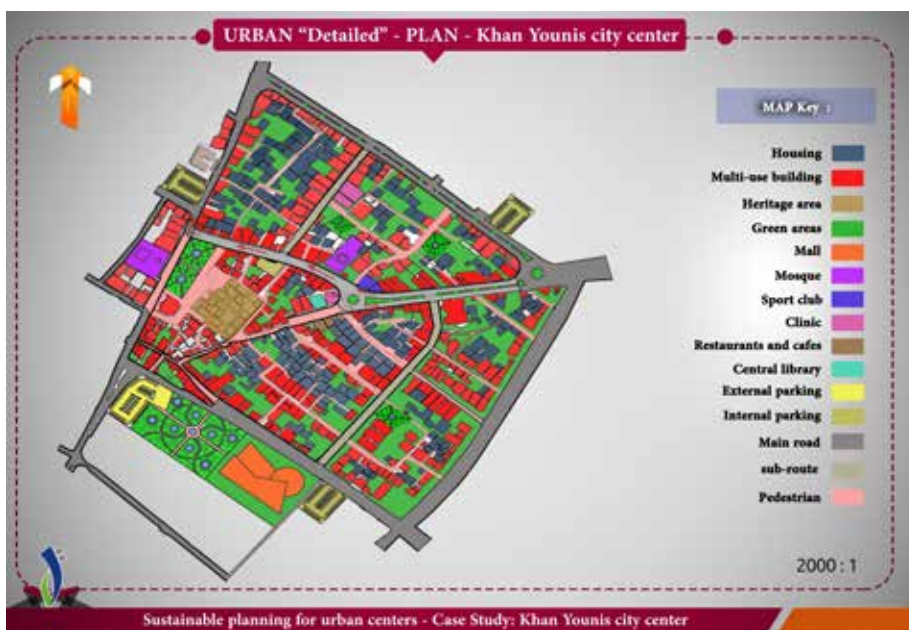 URBAN “Detailed” - PLAN - Khan Younis city center
MAP Key :
Housing
Multi-use building
Heritage area
Green areas
Mall
Mosque
Sport club
Clinic
Restaurants and cafes
Central library
External parking
Internal parking
Main road
sub-route
Pedestrian
2000 : 1
Sustainable planning for urban centers - Case Study: Khan Younis city center